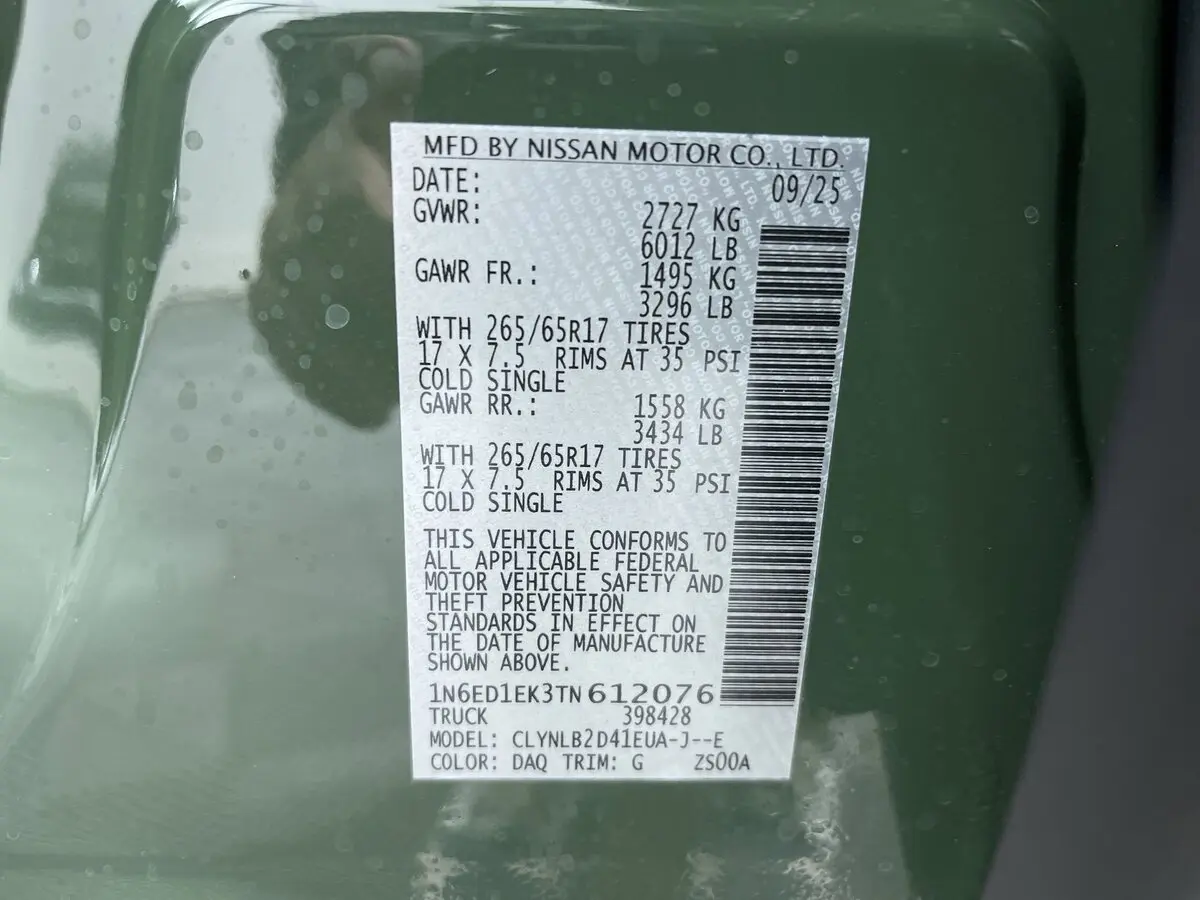 MFD BY NISSAN MOTOR CO., LTD.
DATE: 09/25
GVWR: 2727 KG
6012 LB
GAWR FR.: 1495 KG
3296 LB
WITH 265/65R17 TIRES
17 X 7.5 RIMS AT 35 PSI
COLD SINGLE
GAWR RR.: 1558 KG
3434 LB
WITH 265/65R17 TIRES
17 X 7.5 RIMS AT 35 PSI
COLD SINGLE
THIS VEHICLE CONFORMS TO
ALL APPLICABLE FEDERAL
MOTOR VEHICLE SAFETY AND
THEFT PREVENTION
STANDARDS IN EFFECT ON
THE DATE OF MANUFACTURE
SHOWN ABOVE.
1N6ED1EK3TN612076
TRUCK 398428
MODEL: CLYNLB2D41EUA-J--E
COLOR: DAQ TRIM: G ZS00A